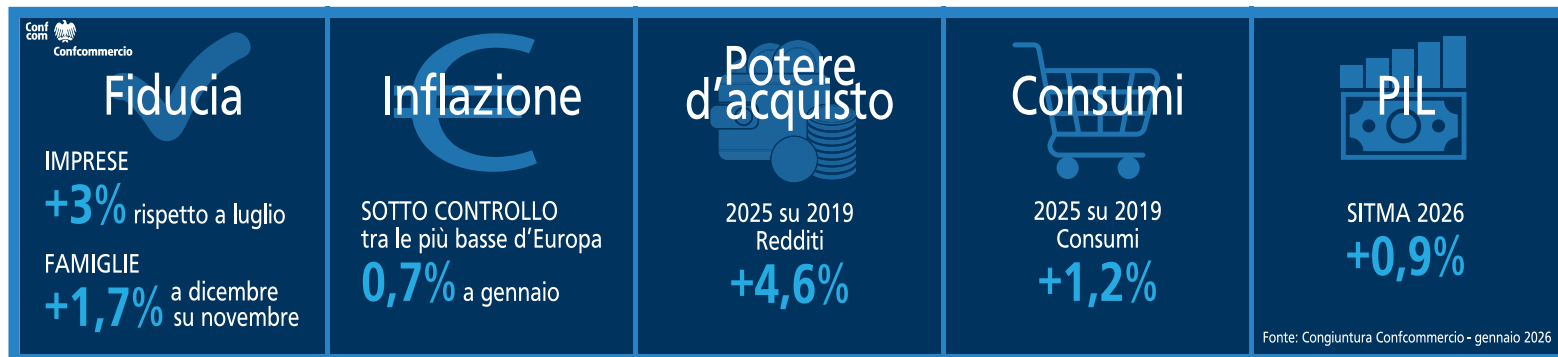 Conf
com
Confcommercio
Fiducia
IMPRESE
+3% rispetto a luglio
FAMIGLIE
+1,7% a dicembre
su novembre
Inflazione
SOTTO CONTROLLO
tra le più basse d'Europa
0,7% a gennaio
Potere
d'acquisto
2025 su 2019
Redditi
+4,6%
Consumi
2025 su 2019
Consumi
+1,2%
PIL
SITMA 2026
+0,9%
Fonte: Congiuntura Confcommercio - gennaio 2026